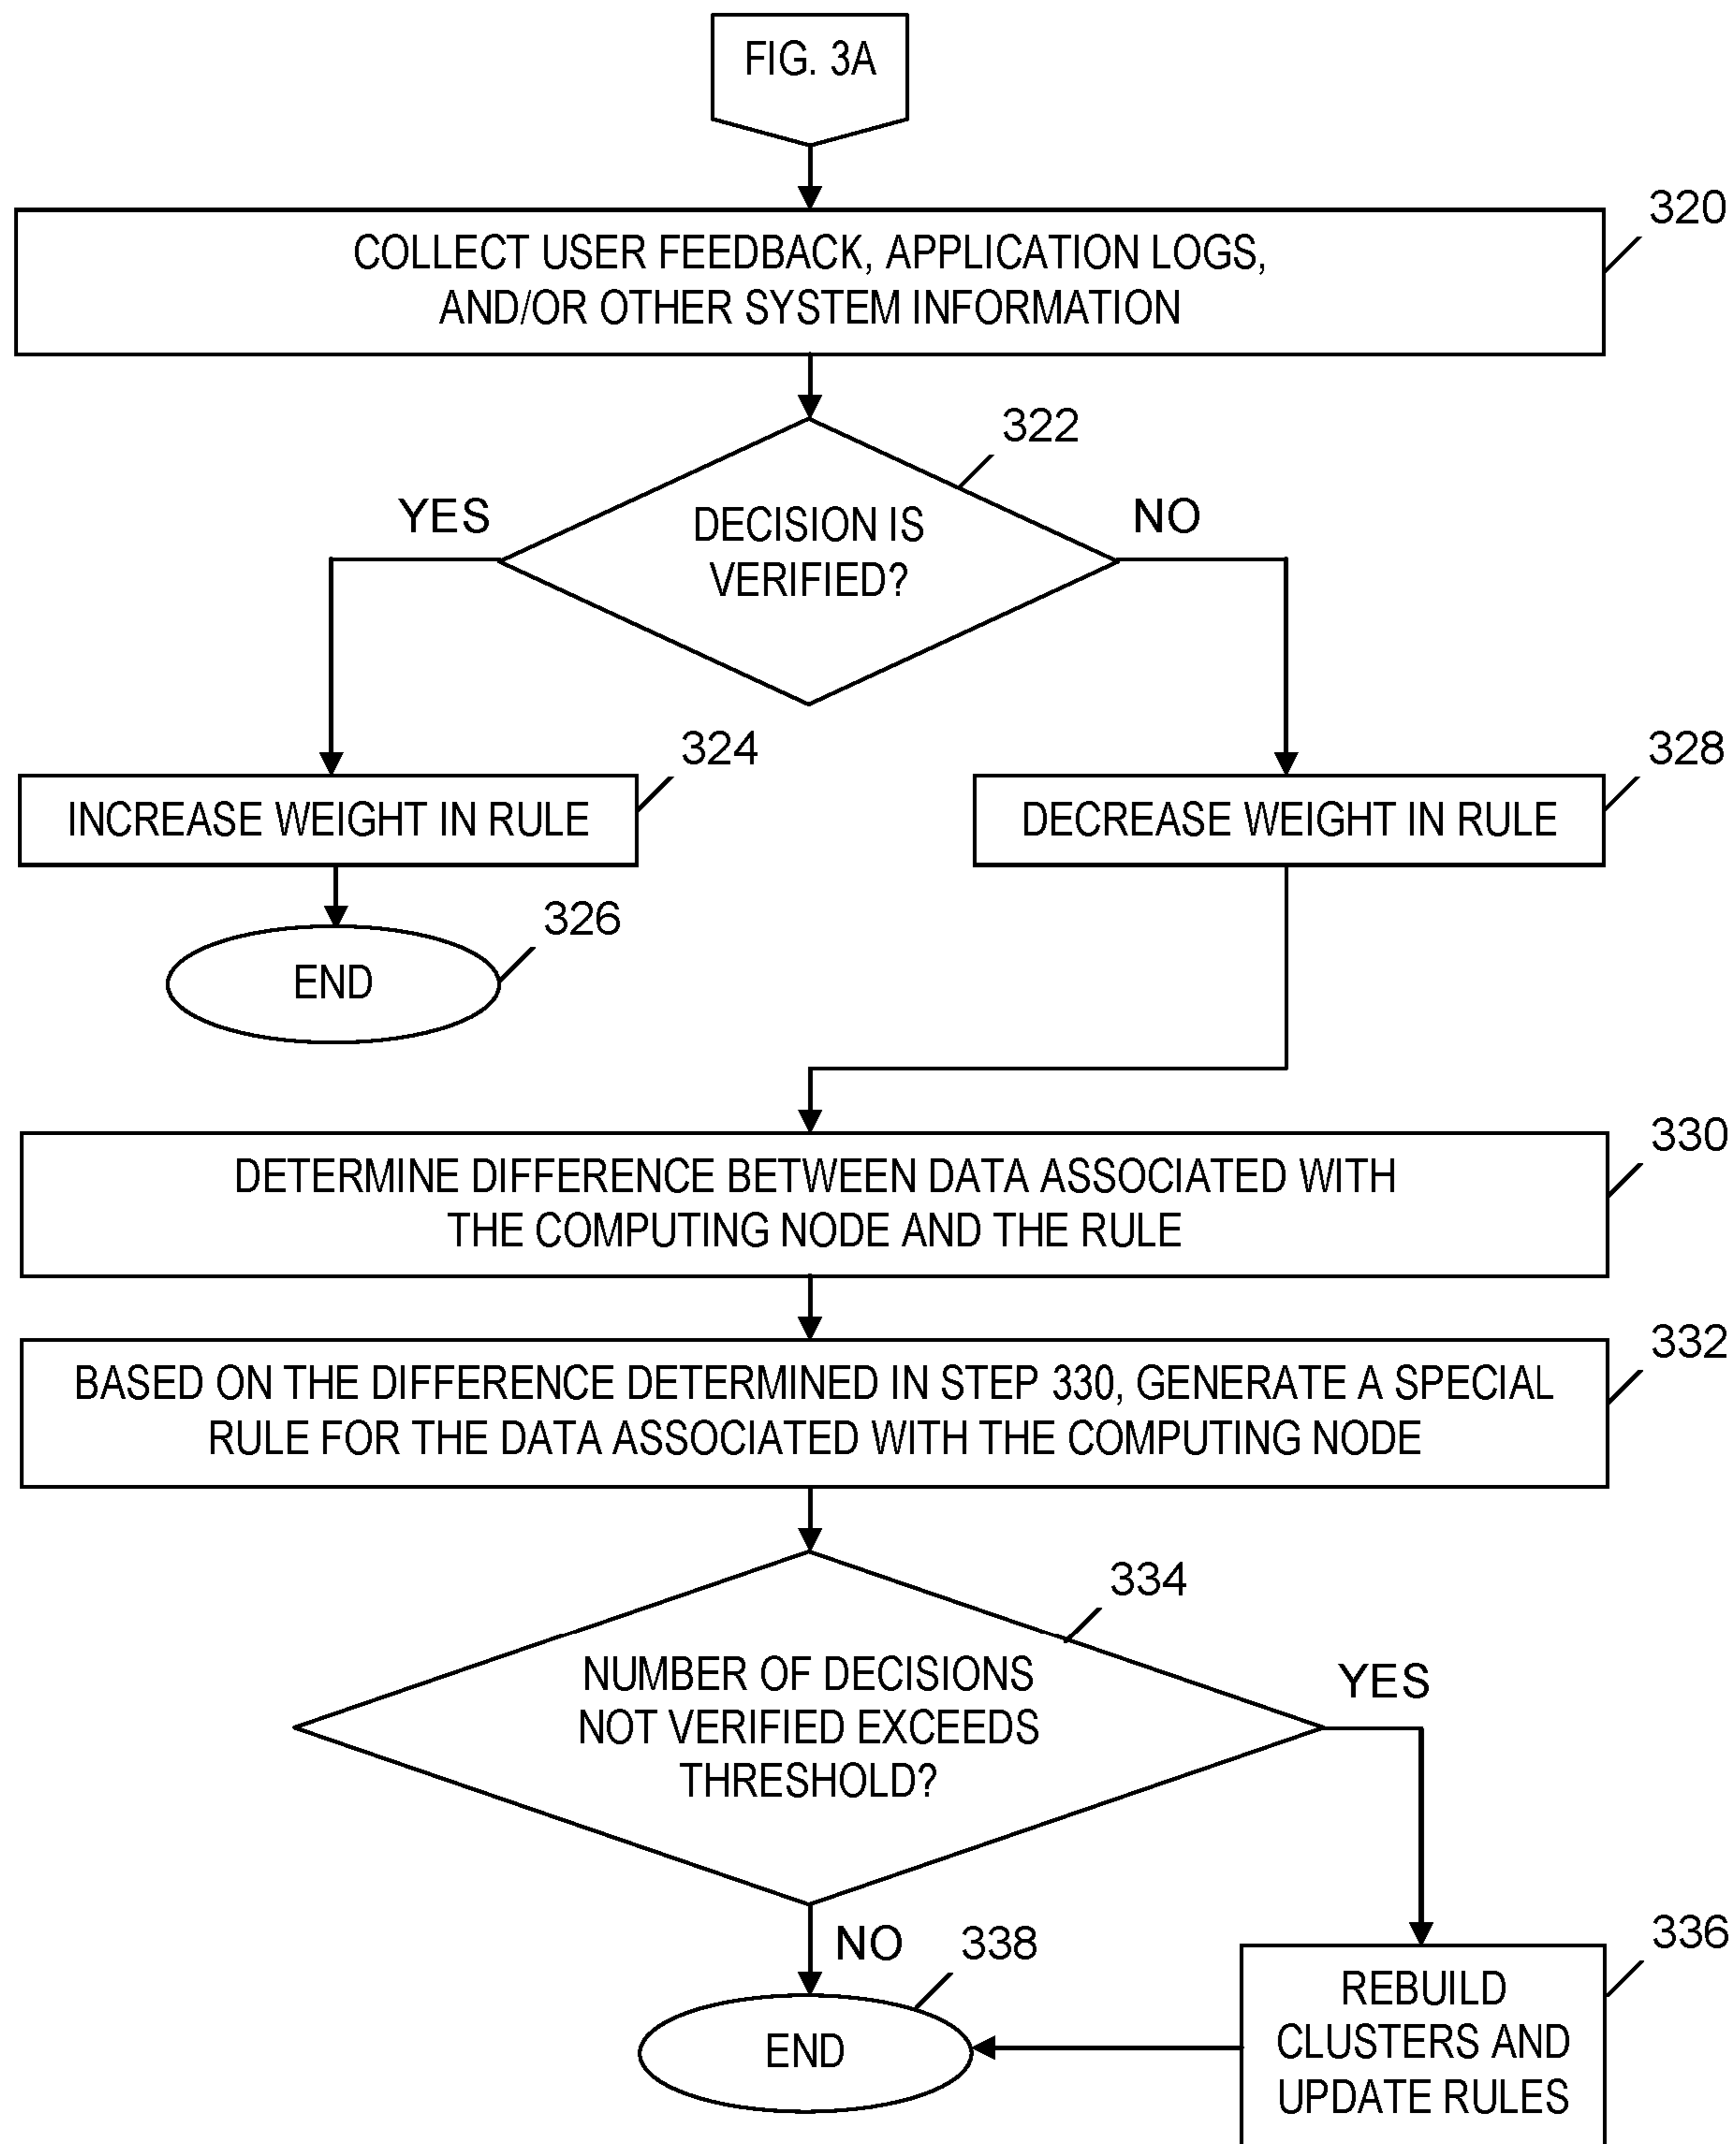 FIG. 3A
320
COLLECT USER FEEDBACK, APPLICATION LOGS,
AND/OR OTHER SYSTEM INFORMATION
322
YES
NO
DECISION IS
VERIFIED?
324
328
INCREASE WEIGHT IN RULE
DECREASE WEIGHT IN RULE
326
END
330
DETERMINE DIFFERENCE BETWEEN DATA ASSOCIATED WITH
THE COMPUTING NODE AND THE RULE
332
BASED ON THE DIFFERENCE DETERMINED IN STEP 330, GENERATE A SPECIAL
RULE FOR THE DATA ASSOCIATED WITH THE COMPUTING NODE
334
NUMBER OF DECISIONS
NOT VERIFIED EXCEEDS
THRESHOLD?
YES
NO
338
336
END
REBUILD
CLUSTERS AND
UPDATE RULES